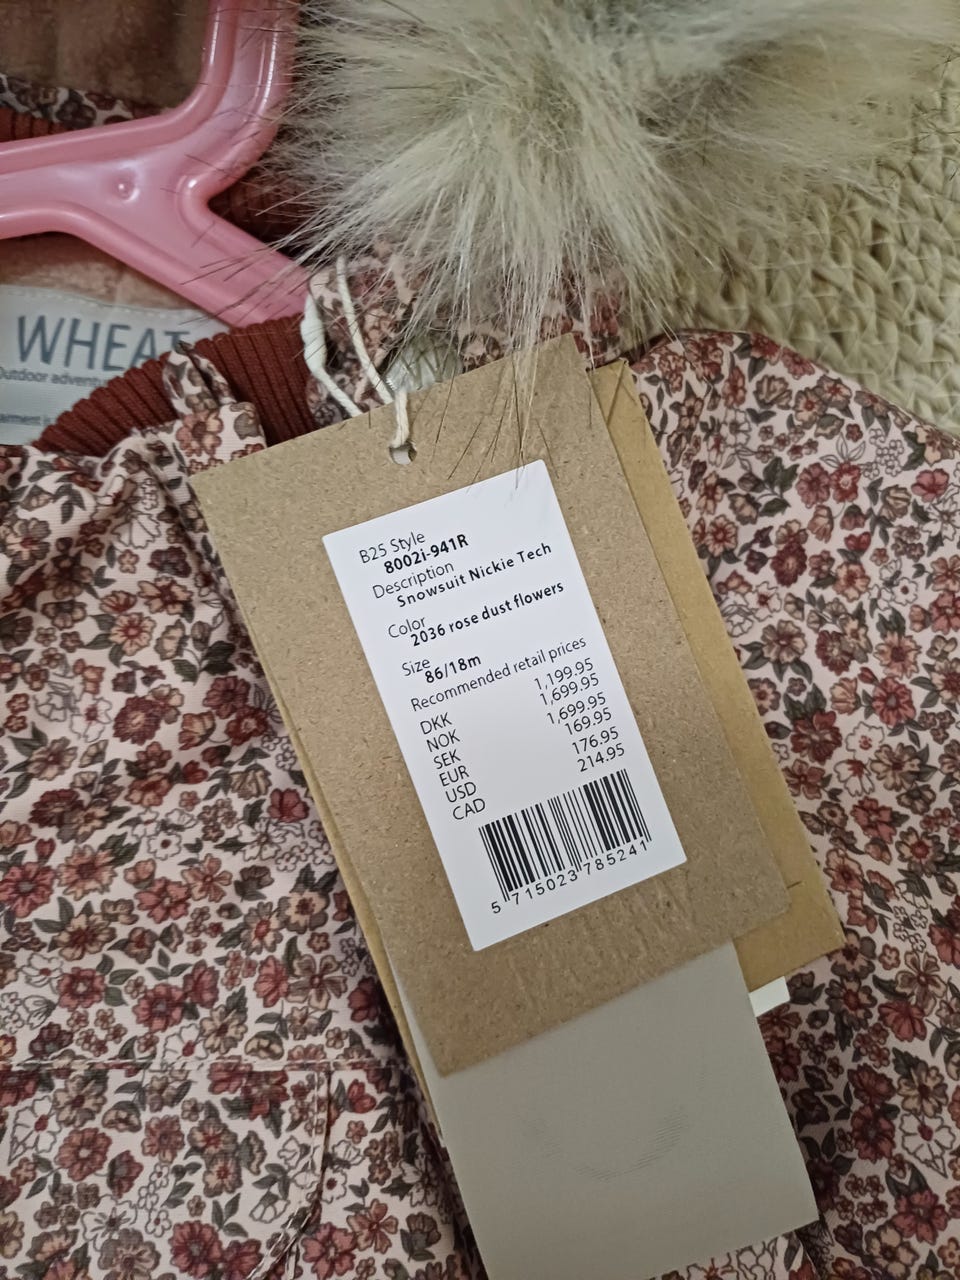 WHEAT
Outdoor
B25 Style
8002i-941R
Description
Snowsuit Nickie Tech
Color
2036 rose dust flowers
Size
86/18m
Recommended retail prices
DKK 1,199.95
NOK 1,699.95
SEK 1,699.95
EUR 169.95
USD 176.95
CAD 214.95
5 715023 785241